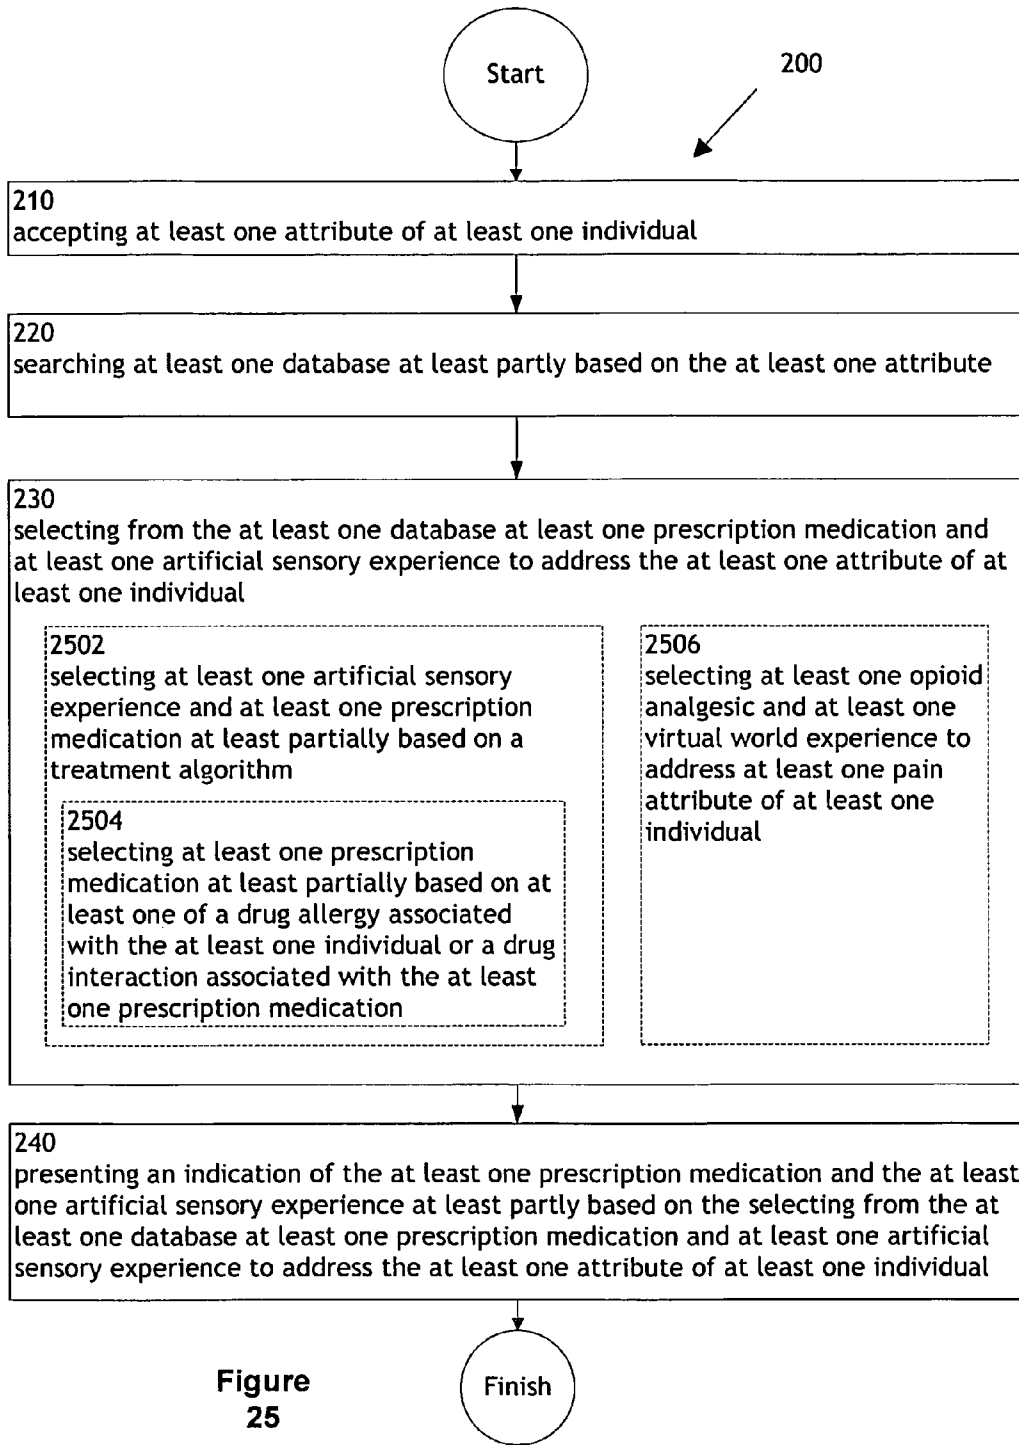 Start
200
210
accepting at least one attribute of at least one individual
220
searching at least one database at least partly based on the at least one attribute
230
selecting from the at least one database at least one prescription medication and
at least one artificial sensory experience to address the at least one attribute of at
least one individual
2502
selecting at least one artificial sensory
experience and at least one prescription
medication at least partially based on a
treatment algorithm
2504
selecting at least one prescription
medication at least partially based on at
least one of a drug allergy associated
with the at least one individual or a drug
interaction associated with the at least
one prescription medication
2506
selecting at least one opioid
analgesic and at least one
virtual world experience to
address at least one pain
attribute of at least one
individual
240
presenting an indication of the at least one prescription medication and the at least
one artificial sensory experience at least partly based on the selecting from the at
least one database at least one prescription medication and at least one artificial
sensory experience to address the at least one attribute of at least one individual
Figure
25
Finish